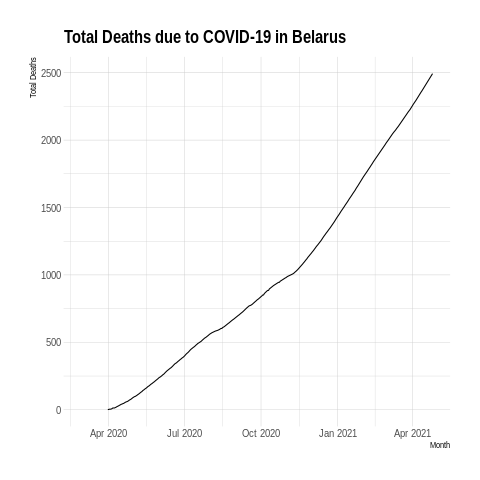 Total Deaths due to COVID-19 in Belarus
Total Deaths
2500
2000
1500
1000
500
0
Apr 2020 Jul 2020 Oct 2020 Jan 2021 Apr 2021
Month